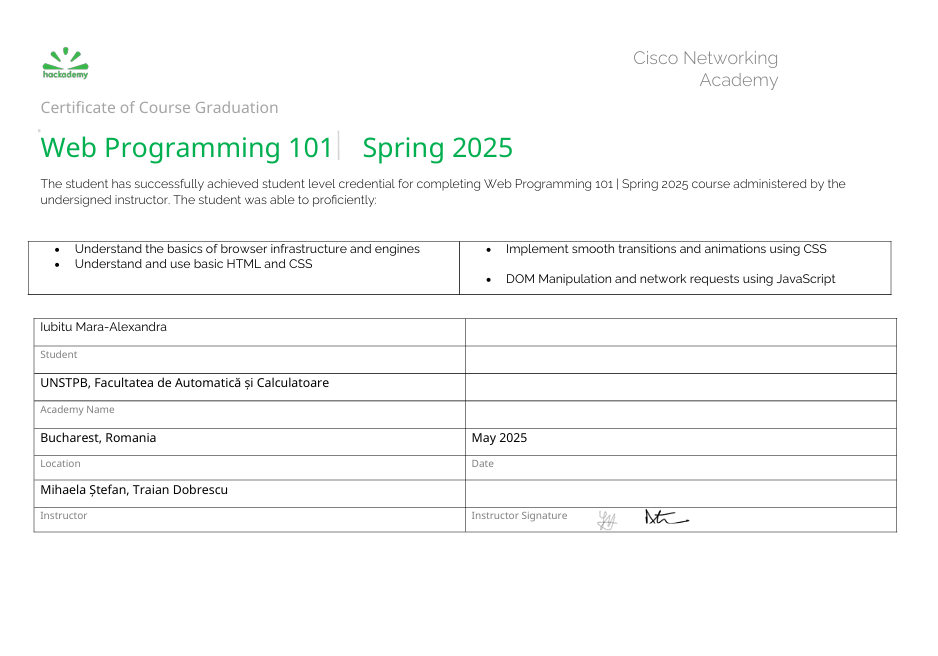 hackademy
Cisco Networking
Academy
Certificate of Course Graduation
Web Programming 101 | Spring 2025
The student has successfully achieved student level credential for completing Web Programming 101 | Spring 2025 course administered by the
undersigned instructor. The student was able to proficiently:
• Understand the basics of browser infrastructure and engines
• Understand and use basic HTML and CSS
• Implement smooth transitions and animations using CSS
• DOM Manipulation and network requests using JavaScript
Iubitu Mara-Alexandra
Student
UNSTPB, Facultatea de Automatică și Calculatoare
Academy Name
Bucharest, Romania
May 2025
Location
Date
Mihaela Ștefan, Traian Dobrescu
Instructor
Instructor Signature